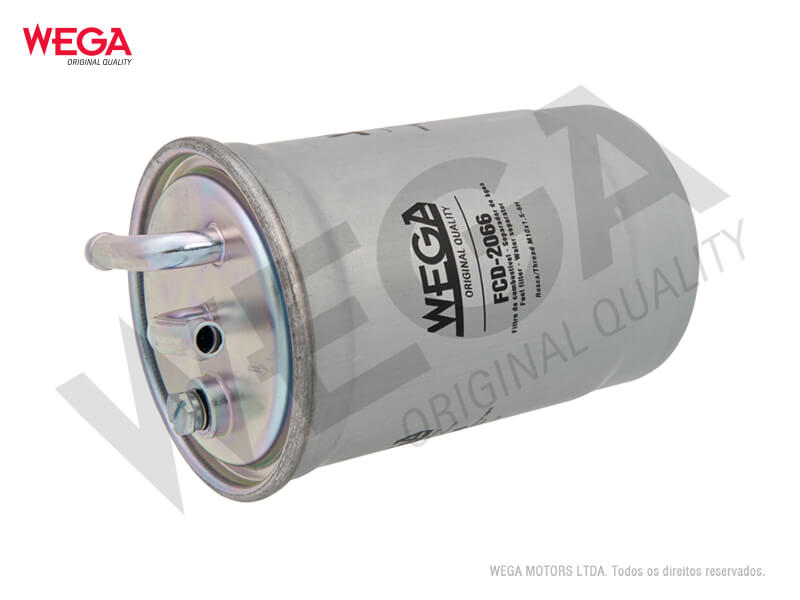 WEGA
ORIGINAL QUALITY
WEGA
ORIGINAL QUALITY
FCD-2066
Filtro de combustível - Separador de água
Fuel filter - Water separator
Rosca/Thread M10x1.5-6H
WEGA
ORIGINAL QUALITY
WEGA MOTORS LTDA. Todos os direitos reservados.